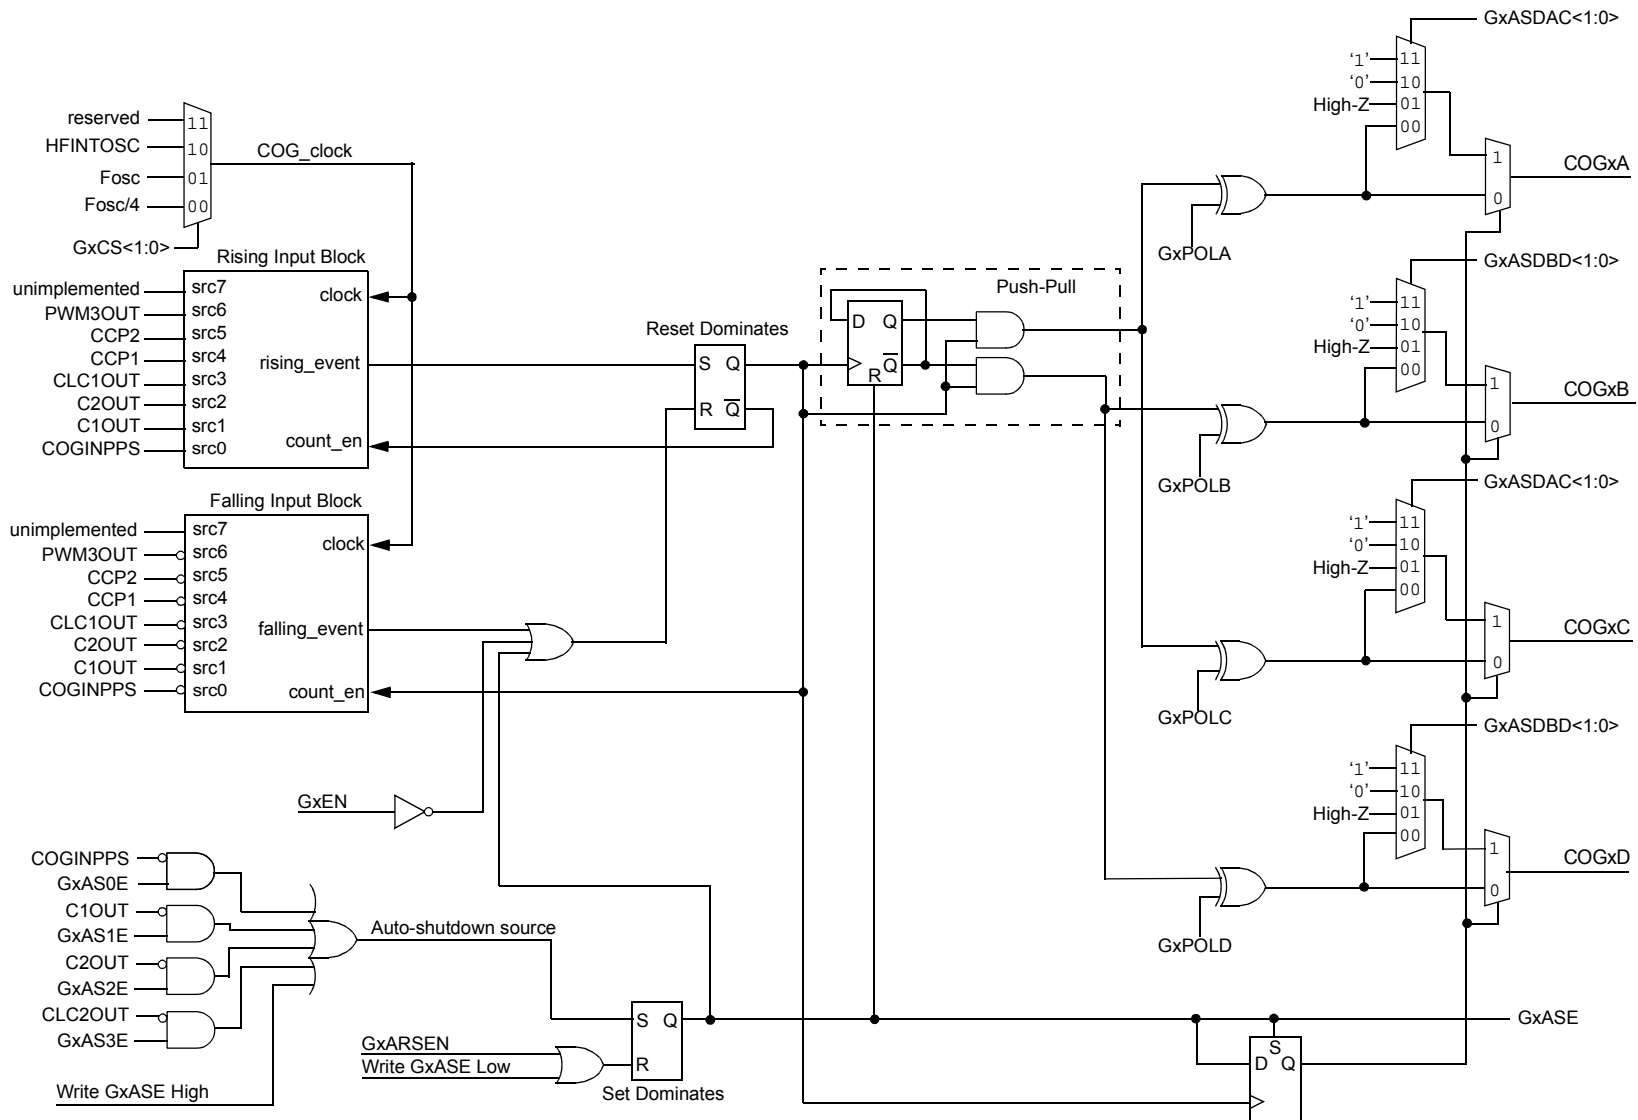 GxASDAC<1:0>
'1'
11
'0'
10
High-Z
01
00
1
0
COGxA
GxPOLA
reserved
11
HFINTOSC
10
Fosc
01
Fosc/4
00
COG_clock
GxCS<1:0>
Rising Input Block
unimplemented
src7
PWM3OUT
src6
CCP2
src5
CCP1
src4
CLC1OUT
src3
C2OUT
src2
C1OUT
src1
COGINPPS
src0
clock
rising_event
count_en
Reset Dominates
S Q
R Q
Push-Pull
D Q
Q
R
GxASDBD<1:0>
'1'
11
'0'
10
High-Z
01
00
1
0
COGxB
GxPOLB
Falling Input Block
unimplemented
src7
PWM3OUT
src6
CCP2
src5
CCP1
src4
CLC1OUT
src3
C2OUT
src2
C1OUT
src1
COGINPPS
src0
clock
falling_event
count_en
GxASDAC<1:0>
'1'
11
'0'
10
High-Z
01
00
1
0
COGxC
GxPOLC
GxASDBD<1:0>
'1'
11
'0'
10
High-Z
01
00
1
0
COGxD
GxPOLD
GxEN
COGINPPS
GxAS0E
C1OUT
GxAS1E
C2OUT
GxAS2E
CLC2OUT
GxAS3E
Write GxASE High
Auto-shutdown source
GxARSEN
Write GxASE Low
S Q
R
Set Dominates
GxASE
S
D Q